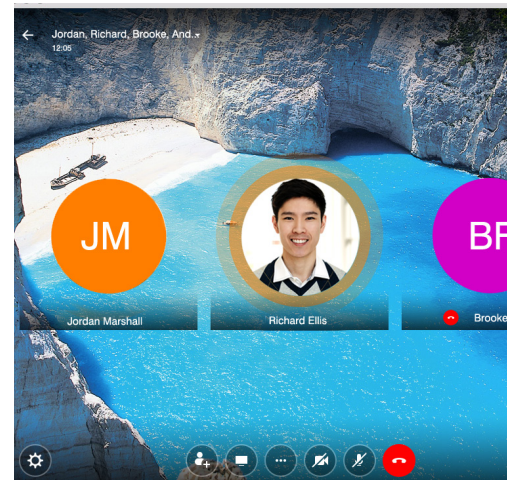 Jordan, Richard, Brooke, And..
12:05
JM
BR
Jordan Marshall
Richard Ellis
Brooke